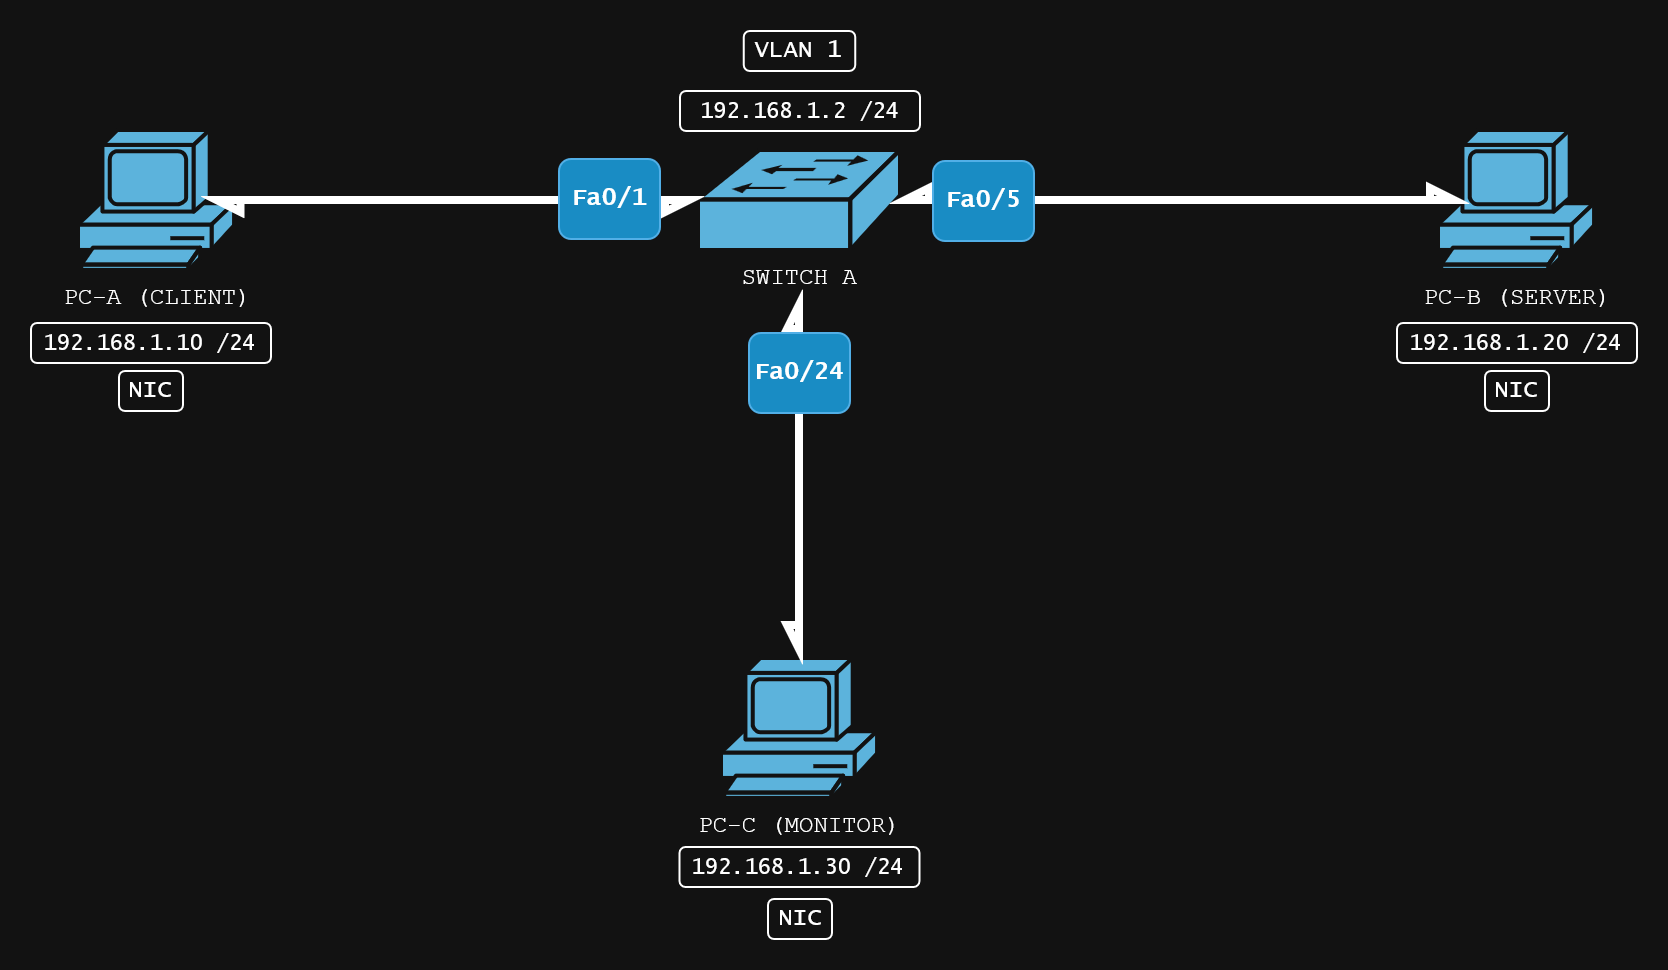 VLAN 1
192.168.1.2 /24
Fa0/1
Fa0/5
SWITCH A
PC-A (CLIENT)
192.168.1.10 /24
NIC
PC-B (SERVER)
192.168.1.20 /24
NIC
Fa0/24
PC-C (MONITOR)
192.168.1.30 /24
NIC